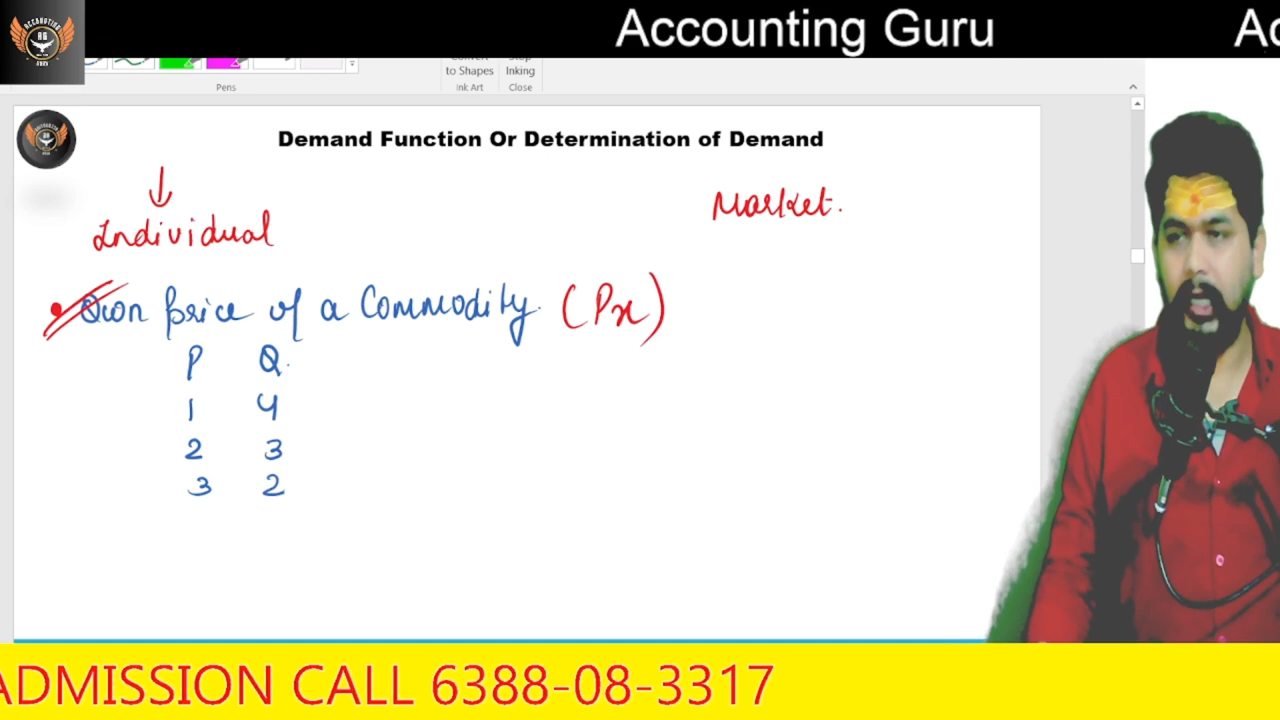 Accounting Guru
Ac
Convert
to Shapes
Stop
Inking
Pens
Ink Art
Close
Demand Function Or Determination of Demand
Individual
Market.
Own price of a Commodity. (Px)
P Q.
1 4
2 3
3 2
ADMISSION CALL 6388-08-3317